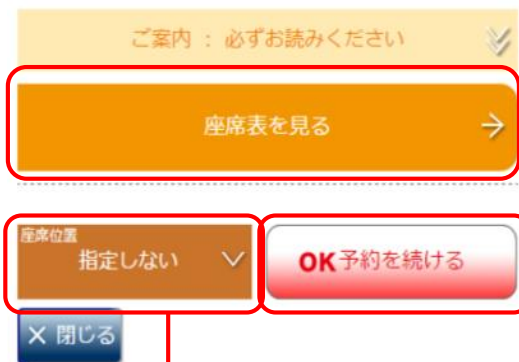 ご案内 : 必ずお読みください
座席表を見る
座席位置
指定しない
OK予約を続ける
× 閉じる